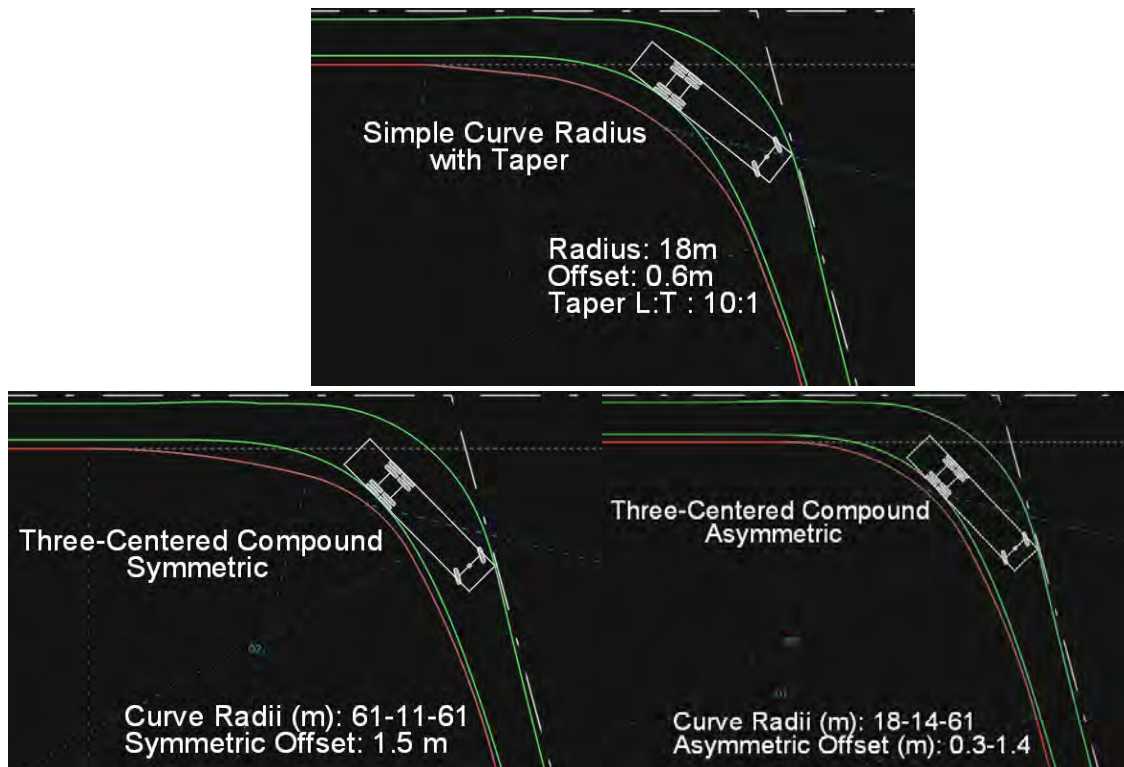 Simple Curve Radius
with Taper
Radius: 18m
Offset: 0.6m
Taper L:T : 10:1
Three-Centered Compound
Symmetric
02
Curve Radii (m): 61-11-61
Symmetric Offset: 1.5 m
Three-Centered Compound
Asymmetric
Curve Radii (m): 18-14-61
Asymmetric Offset (m): 0.3-1.4